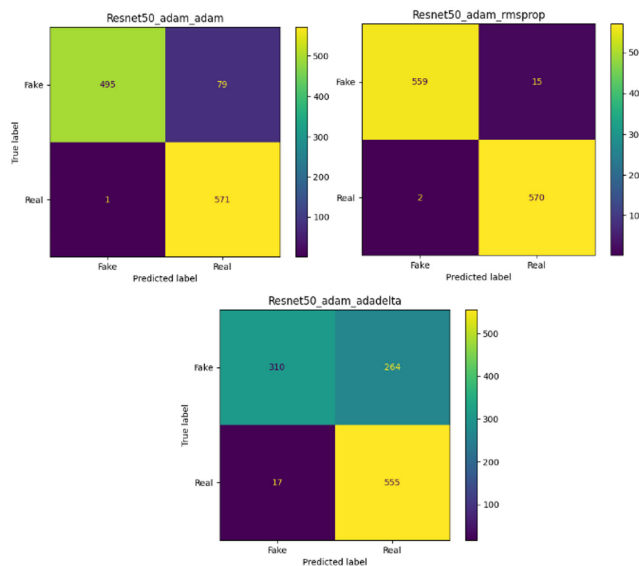 Resnet50_adam_adam
Fake
495
79
Real
1
571
Fake
Real
True label
Predicted label
500
400
300
200
100
Resnet50_adam_rmsprop
Fake
559
15
Real
2
570
Fake
Real
True label
Predicted label
50
40
30
20
10
Resnet50_adam_adadelta
Fake
310
264
Real
17
555
Fake
Real
True label
Predicted label
500
400
300
200
100